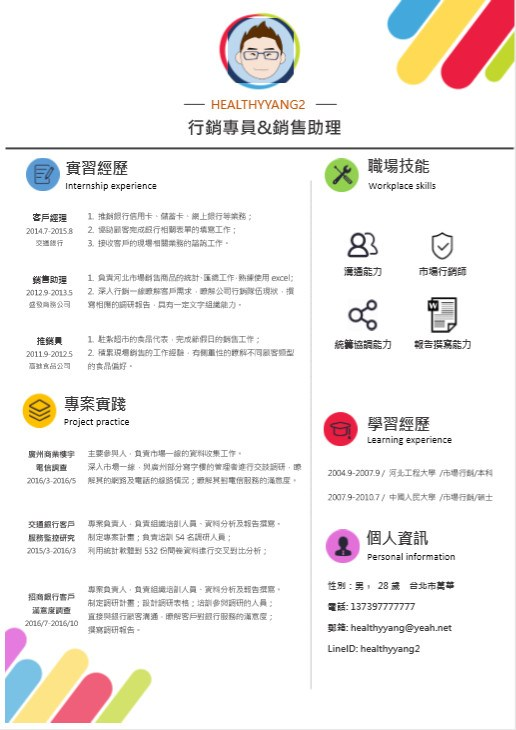 HEALTHYYANG2
行銷專員&銷售助理
實習經歷
Internship experience
客戶經理
2014.7-2015.8
交通銀行
1. 推銷銀行信用卡、儲蓄卡、網上銀行等業務；
2. 協助顧客完成銀行相關表單的填寫工作；
3. 接收客戶的現場相關業務的諮詢工作。
銷售助理
2012.9-2013.5
盛發商務公司
1. 負責河北市場銷售商品的統計、匯總工作，熟練使用 excel;
2. 深入行銷一線瞭解客戶需求，瞭解公司行銷陣伍現狀，撰
寫相應的調研報告，具有一定文字組織能力。
推銷員
2011.9-2012.5
食品公司
1. 駐紮超市的食品代表，完成節假日的銷售工作；
2. 積累現場銷售的工作經驗，有側重性的瞭解不同顧客類型
的食品偏好。
專案實踐
Project practice
廣州商業樓宇
電信調查
2016/3-2016/5
主要參與人，負責市場一線的資料收集工作。
深入市場一線，與廣州部分寫字樓的管理者進行交談調研，瞭
解其的網路及電話的線路情況；瞭解其對電信服務的滿意度。
交通銀行客戶
服務監控研究
2015/3-2016/3
專案負責人，負責組織培訓人員、資料分析及報告撰寫。
制定專案計畫；負責培訓 54 名調研人員；
利用統計軟體對 532 份問卷資料進行交叉對比分析；
招商銀行客戶
滿意度調查
2016/7-2016/10
專案負責人，負責組織培訓人員、資料分析及報告撰寫。
制定調研計畫；設計調研表格；培訓參與調研的人員；
直接與銀行顧客溝通，瞭解客戶對銀行服務的滿意度；
撰寫調研報告。
職場技能
Workplace skills
溝通能力
市場行銷師
統籌協調能力
W
報告撰寫能力
學習經歷
Learning experience
2004.9-2007.9 / 河北工程大學 /市場行銷/本科
2007.9-2010.7 / 中國人民大學 /市場行銷/碩士
個人資訊
Personal information
性別：男， 28 歲 台北市萬華
電話: 137397777777
郵箱: healthyyang@yeah.net
LineID: healthyyang2